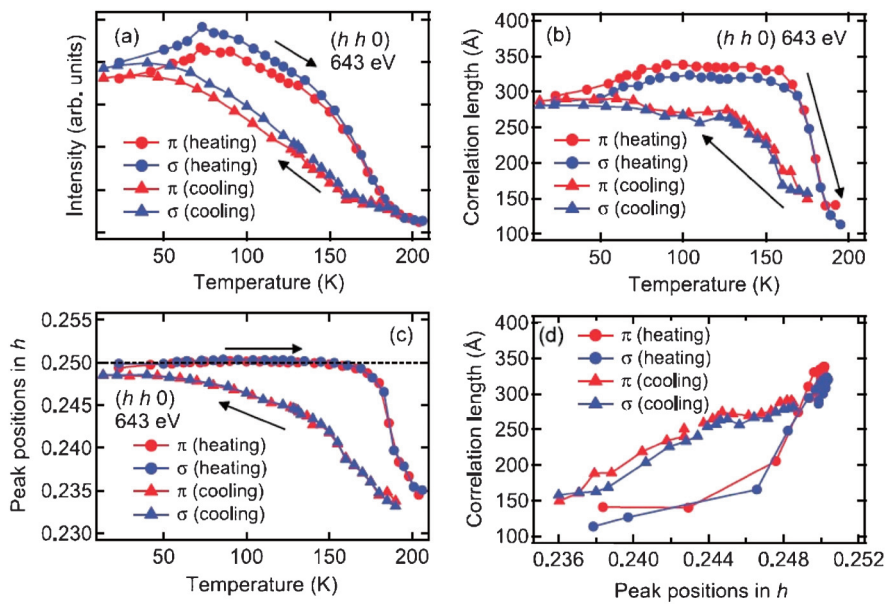 (a)
(h h 0)
643 eV
Intensity (arb. units)
π (heating)
σ (heating)
π (cooling)
σ (cooling)
50
100
150
200
Temperature (K)
(b)
(h h 0) 643 eV
Correlation length (Å)
400
350
300
250
200
150
100
π (heating)
σ (heating)
π (cooling)
σ (cooling)
50
100
150
200
Temperature (K)
(c)
Peak positions in h
0.255
0.250
0.245
0.240
0.235
0.230
(h h 0)
643 eV
π (heating)
σ (heating)
π (cooling)
σ (cooling)
50
100
150
200
Temperature (K)
(d)
Correlation length (Å)
400
350
300
250
200
150
100
π (heating)
σ (heating)
π (cooling)
σ (cooling)
0.236
0.240
0.244
0.248
0.252
Peak positions in h